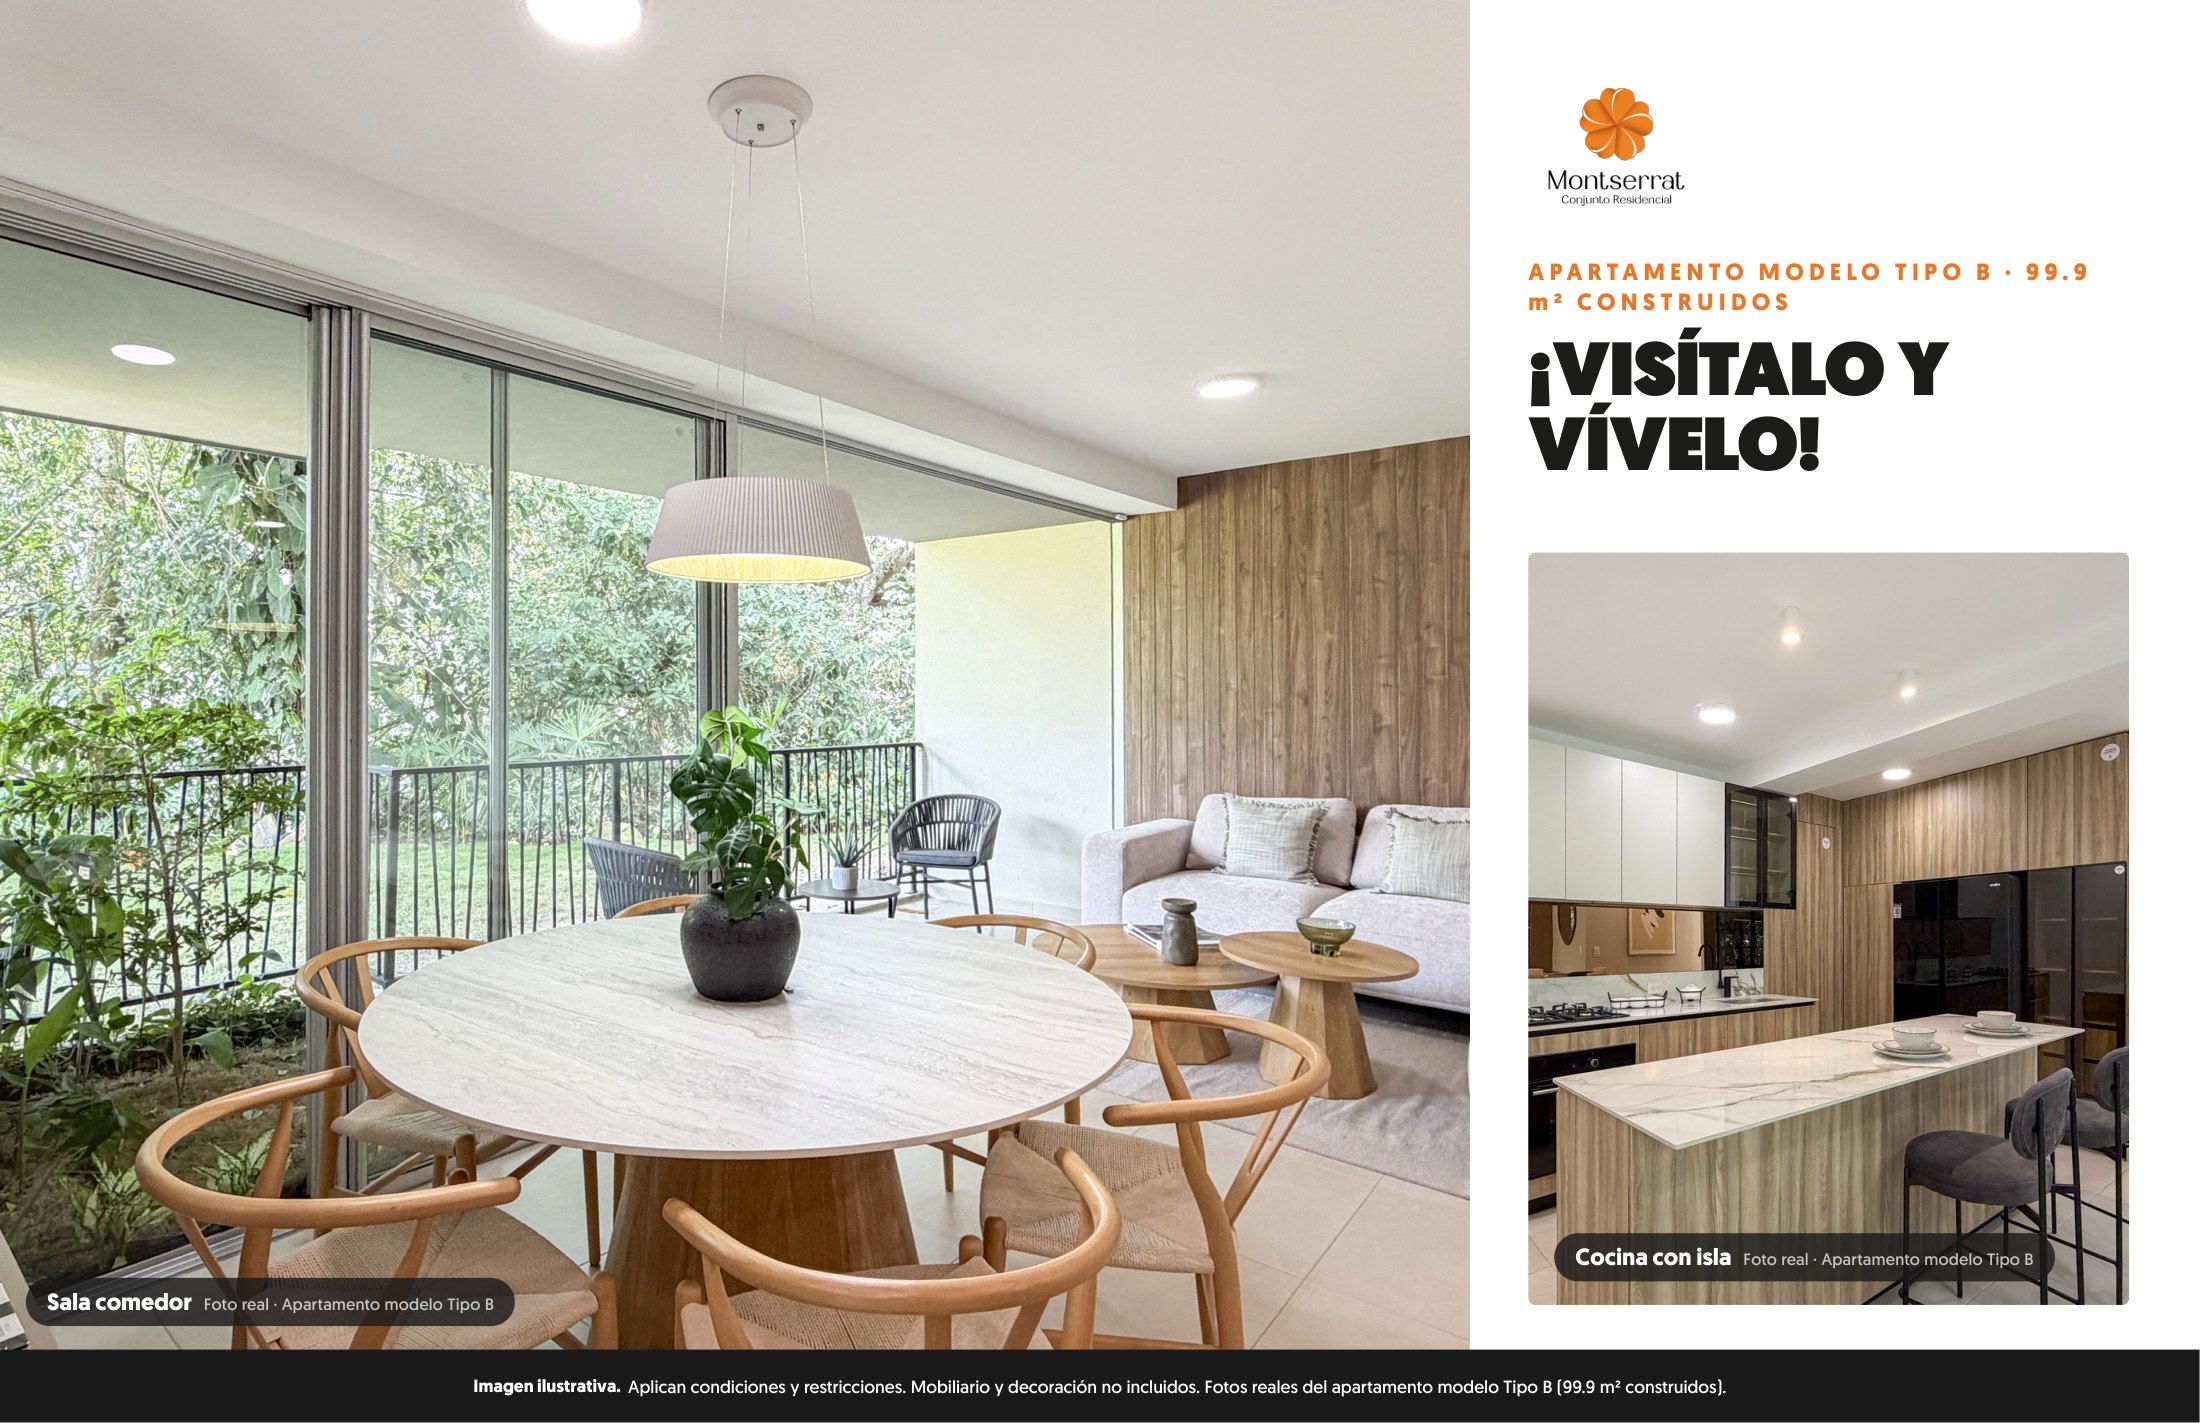 Montserrat
Conjunto Residencial
APARTAMENTO MODELO TIPO B · 99.9
m² CONSTRUIDOS
¡VISÍTALO Y
VÍVELO!
Sala comedor Foto real · Apartamento modelo Tipo B
Cocina con isla Foto real · Apartamento modelo Tipo B
Imagen ilustrativa. Aplican condiciones y restricciones. Mobiliario y decoración no incluidos. Fotos reales del apartamento modelo Tipo B (99.9 m² construidos).